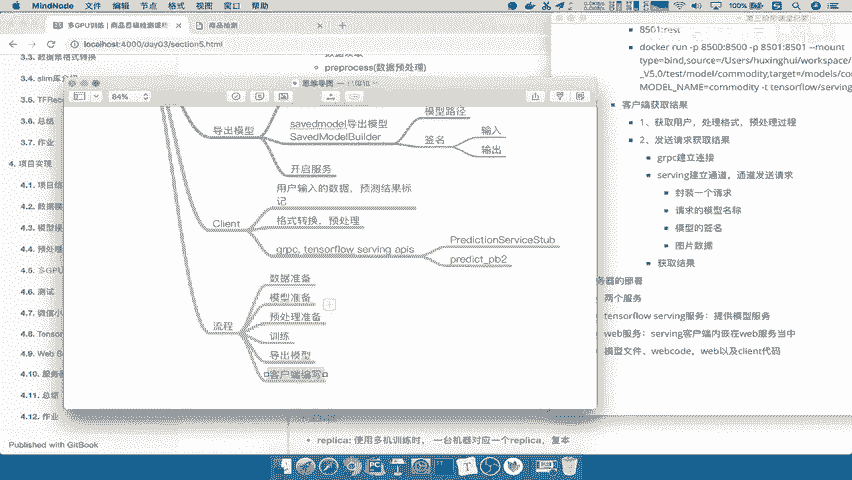 MindNode 文件 编辑 节点 格式 视图 窗口 帮助
100%
多GPU训练 | 商品目标检测课
商品检测
localhost:4000/day03/section5.html
3.3. 数据集格式转换
3.4. slim库
3.5. TFRec
3.6. 总结
3.7. 作业
4. 项目实现
4.1. 项目结
4.2. 数据模
4.3. 模型模
4.4. 预处理
4.5. 多GPU
4.6. 测试
4.7. 微信小
4.8. Tensor
4.9. Web S
4.10. 服务
4.11. 总结
4.12. 作业
Published with GitBook
preprocess(数据预处理)
思维导图
84%
导出模型
savedmodel导出模型
SavedModelBuilder
模型路径
签名
输入
输出
开启服务
Client
用户输入的数据，预测结果标
记
格式转换，预处理
grpc, tensorflow serving apis
PredictionServiceStub
predict_pb2
流程
数据准备
模型准备
预处理准备
训练
导出模型
客户端编写
8501:rest
docker run -p 8500:8500 -p 8501:8501 --mount
type=bind,source=/Users/huxinghui/workspace/
_V5.0/test/model/commodity,target=/models/co
MODEL_NAME=commodity -t tensorflow/serving
客户端获取结果
1、获取用户，处理格式，预处理过程
2、发送请求获取结果
grpc建立连接
serving建立通道，通道发送请求
封装一个请求
请求的模型名称
模型的签名
图片数据
获取结果
务器的部署
两个服务
tensorflow serving服务：提供模型服务
web服务：serving客户端内嵌在web服务当中
模型文件、webcode，web以及client代码
replica: 使用多机训练时， 一台机器对应一个replica，复本